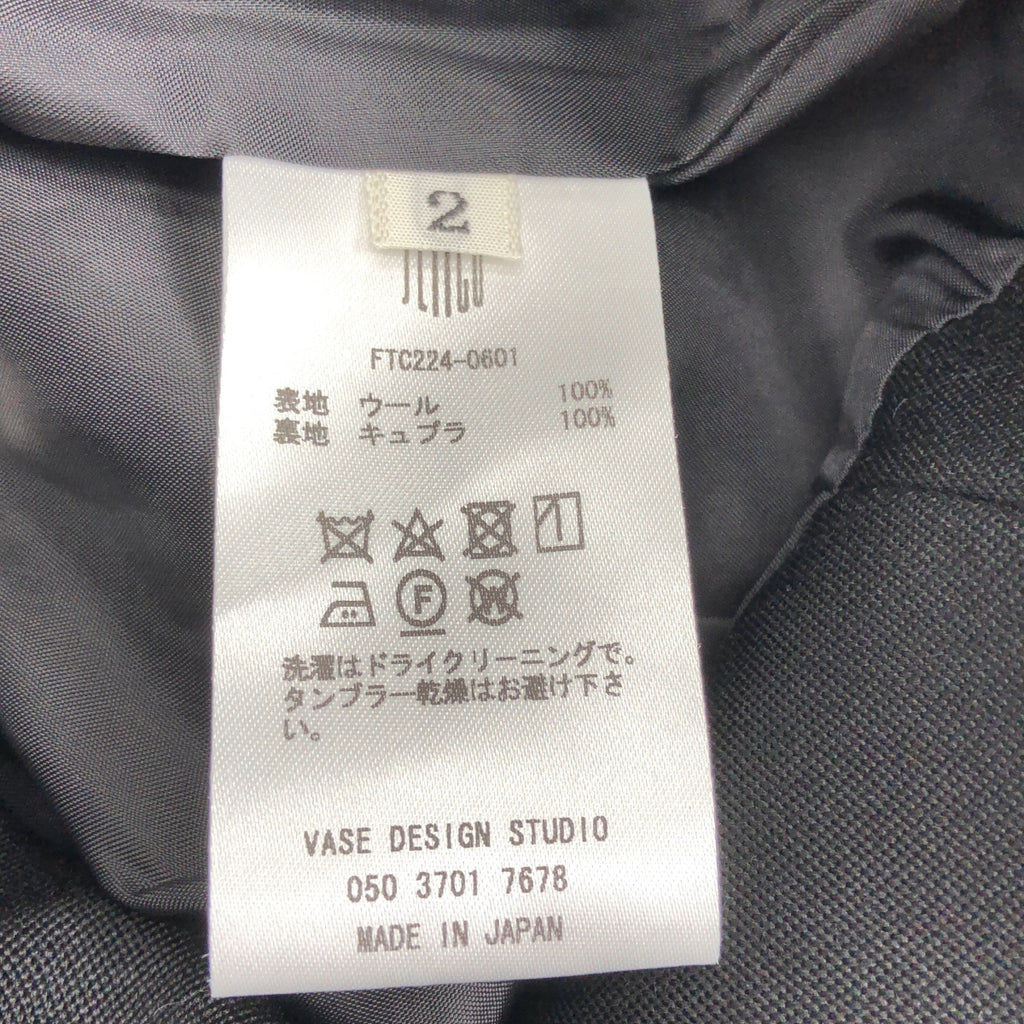 2
FTC224-0601
表地 ウール 100%
裏地 キュプラ 100%
F
W
洗濯はドライクリーニングで。
タンブラー乾燥はお避け下さ
い。
VASE DESIGN STUDIO
050 3701 7678
MADE IN JAPAN